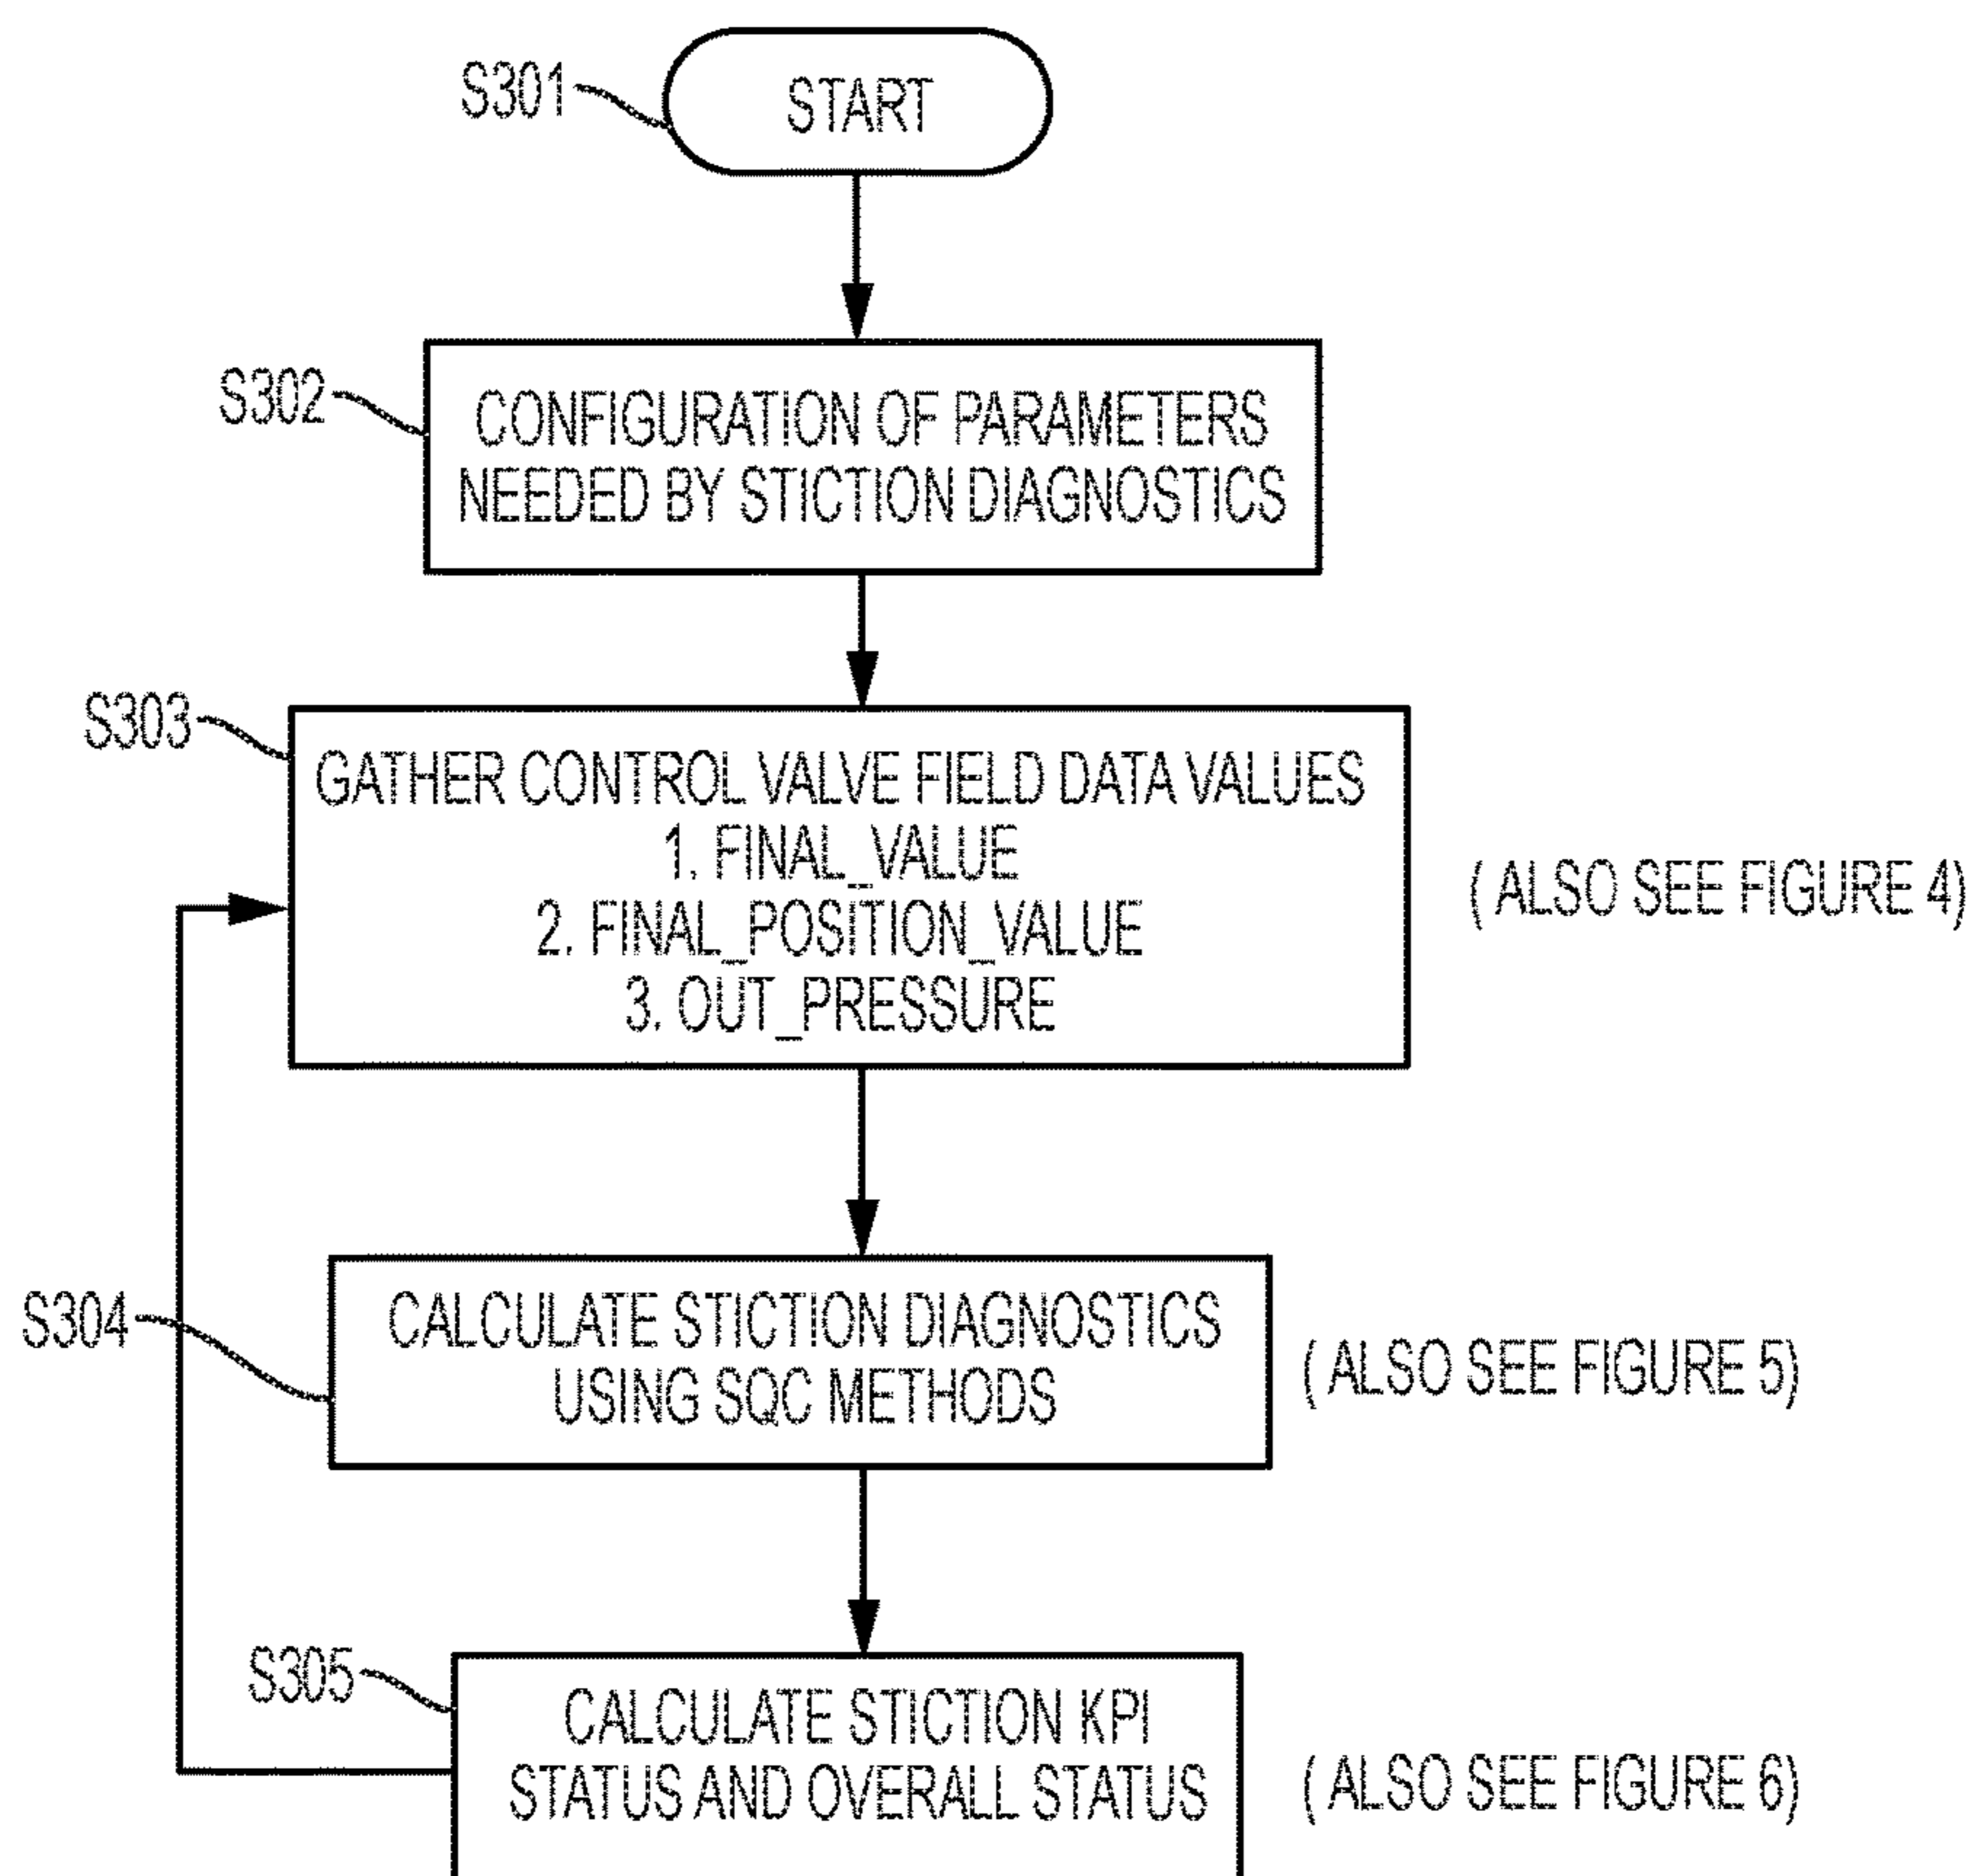 S301
START
S302
CONFIGURATION OF PARAMETERS
NEEDED BY STICTION DIAGNOSTICS
S303
GATHER CONTROL VALVE FIELD DATA VALUES
1. FINAL_VALUE
2. FINAL_POSITION_VALUE
3. OUT_PRESSURE
( ALSO SEE FIGURE 4)
S304
CALCULATE STICTION DIAGNOSTICS
USING SQC METHODS
( ALSO SEE FIGURE 5)
S305
CALCULATE STICTION KPI
STATUS AND OVERALL STATUS
( ALSO SEE FIGURE 6)